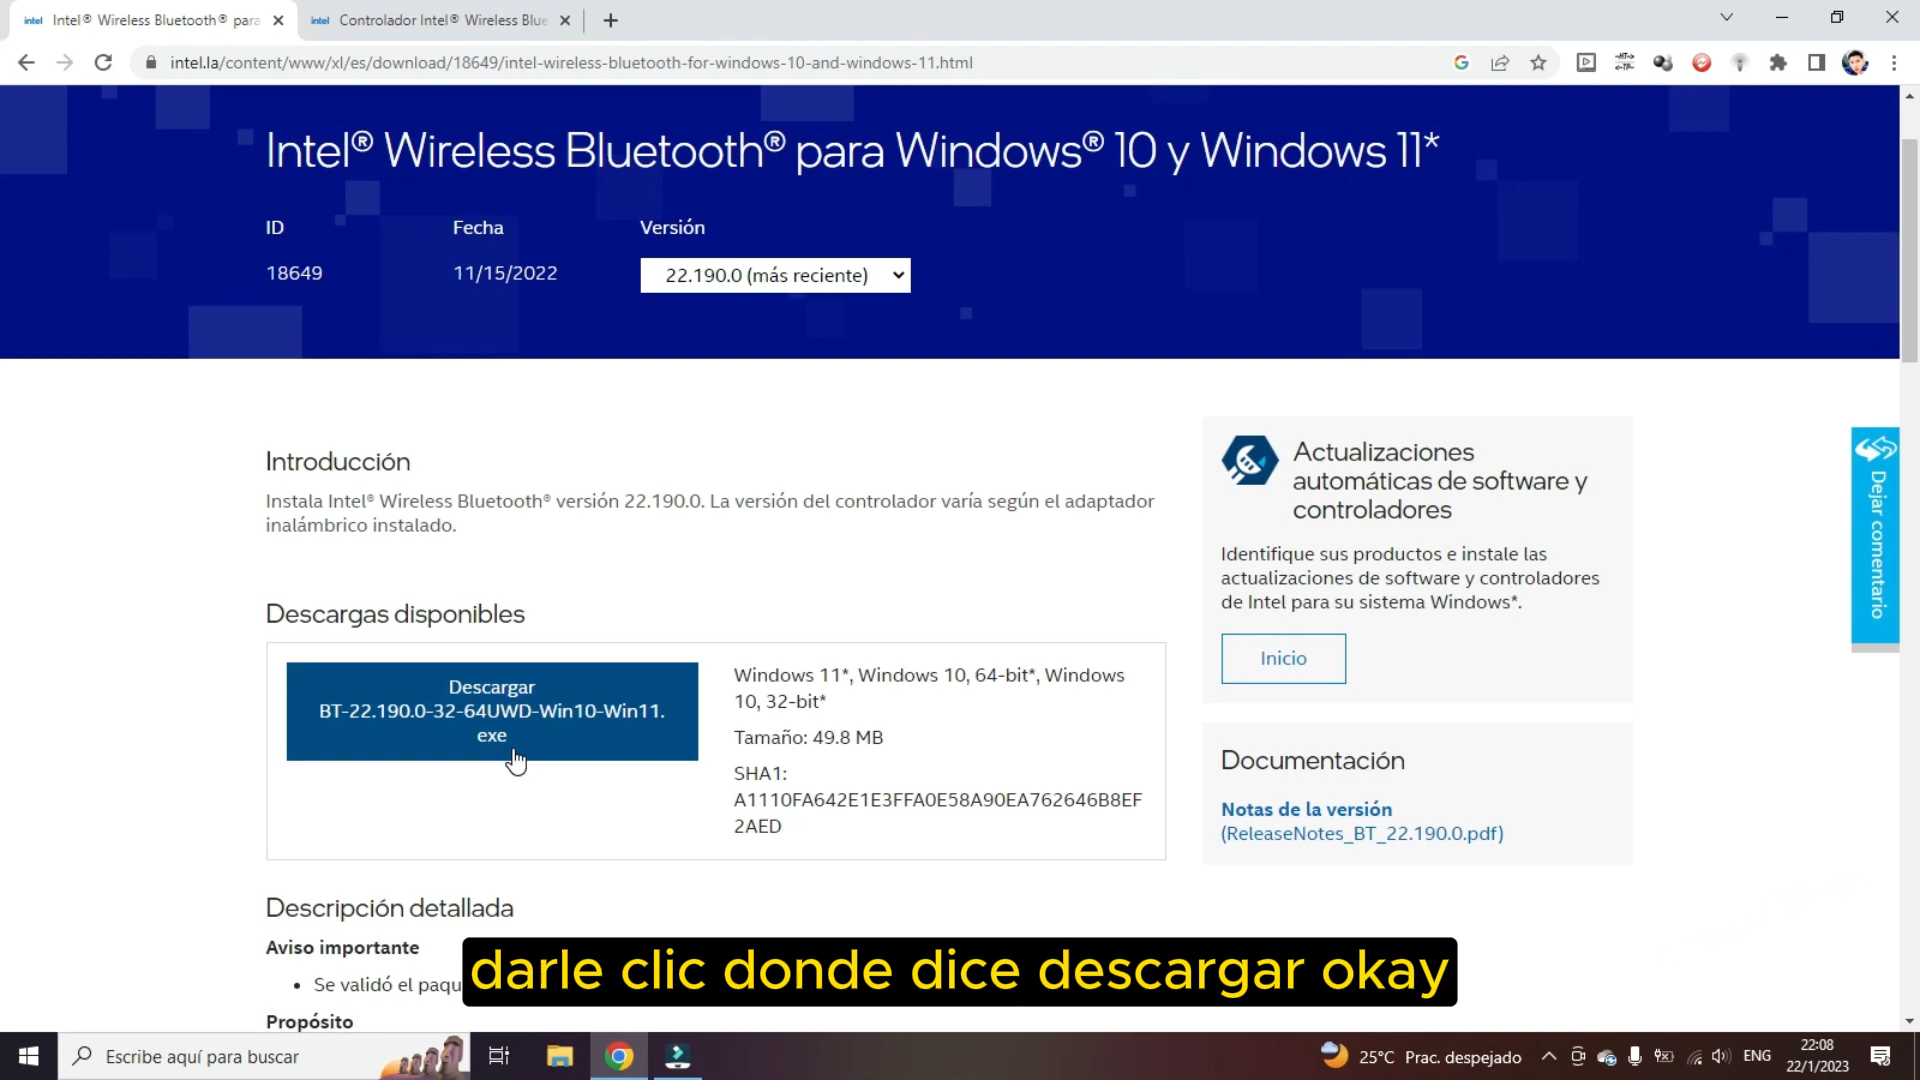 intel Intel® Wireless Bluetooth® para
intel Controlador Intel® Wireless Blue
intel.la/content/www/xl/es/download/18649/intel-wireless-bluetooth-for-windows-10-and-windows-11.html
Intel® Wireless Bluetooth® para Windows® 10 y Windows 11*
ID
Fecha
Versión
18649
11/15/2022
22.190.0 (más reciente)
Introducción
Instala Intel® Wireless Bluetooth® versión 22.190.0. La versión del controlador varía según el adaptador
inalámbrico instalado.
Descargas disponibles
Descargar
BT-22.190.0-32-64UWD-Win10-Win11.
exe
Windows 11*, Windows 10, 64-bit*, Windows
10, 32-bit*
Tamaño: 49.8 MB
SHA1:
A1110FA642E1E3FFA0E58A90EA762646B8EF
2AED
Actualizaciones
automáticas de software y
controladores
Identifique sus productos e instale las
actualizaciones de software y controladores
de Intel para su sistema Windows*.
Inicio
Documentación
Notas de la versión
(ReleaseNotes_BT_22.190.0.pdf)
Dejar comentario
Descripción detallada
Aviso importante
• Se validó el paqu
darle clic donde dice descargar okay
Propósito
Escribe aquí para buscar
25°C Prac. despejado
ENG
22:08
22/1/2023